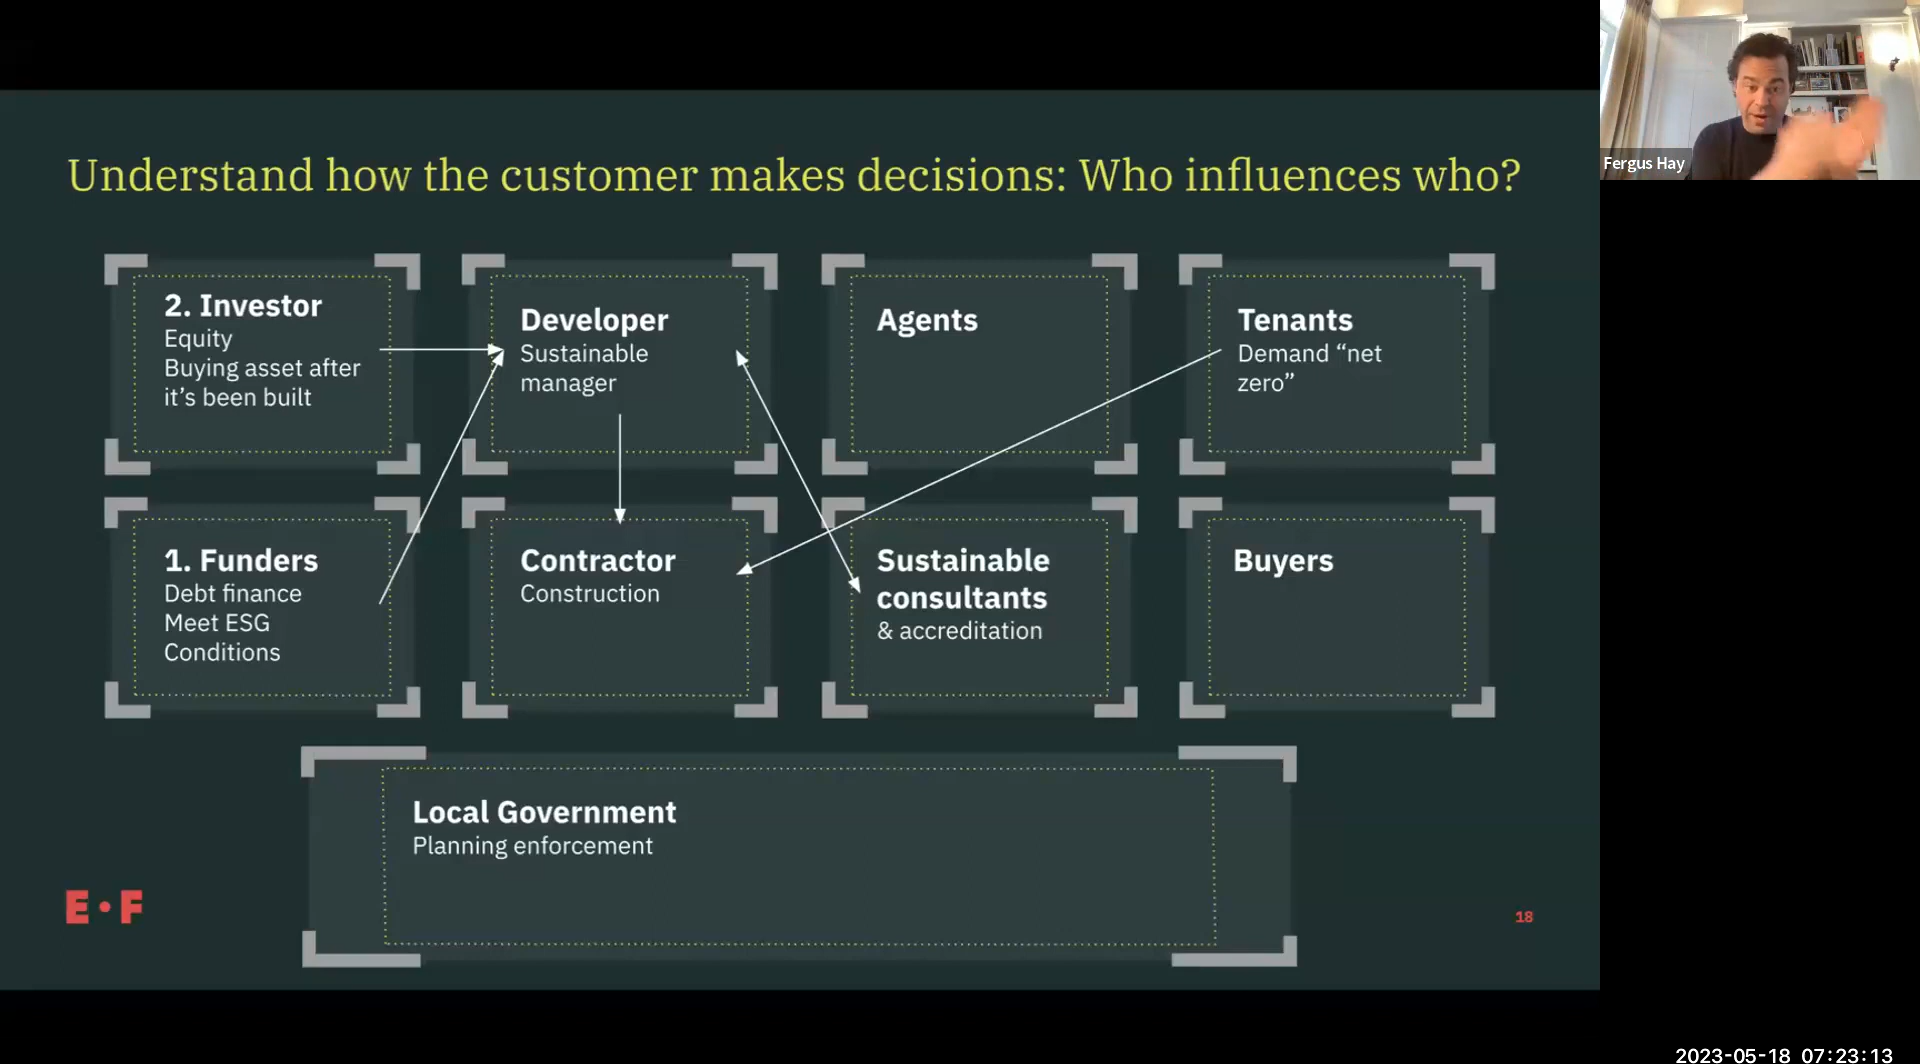 Understand how the customer makes decisions: Who influences who?
2. Investor
Equity
Buying asset after
it's been built
Developer
Sustainable
manager
Agents
Tenants
Demand “net
zero”
1. Funders
Debt finance
Meet ESG
Conditions
Contractor
Construction
Sustainable
consultants
& accreditation
Buyers
Local Government
Planning enforcement
E•F
18
Fergus Hay
2023-05-18 07:23:13